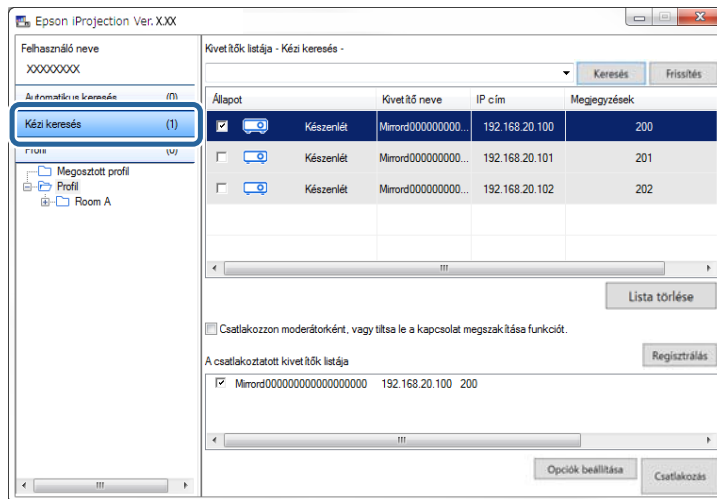 Epson iProjection Ver. X.XX
Felhasználó neve
XXXXXXXX
Automatikus keresés (0)
Kézi keresés (1)
Profil (0)
Megosztott profil
Profil
Room A
Kivetítők listája - Kézi keresés -
Keresés Frissítés
Állapot Kivetítő neve IP cím Megjegyzések
Készenlét Mirrord000000000... 192.168.20.100 200
Készenlét Mirrord000000000... 192.168.20.101 201
Készenlét Mirrord000000000... 192.168.20.102 202
Lista törlése
Csatlakozzon moderátorként, vagy tiltsa le a kapcsolat megszakítása funkciót.
A csatlakoztatott kivetítők listája
Regisztrálás
Mirrord000000000000000000 192.168.20.100 200
Opciók beállítása Csatlakozás